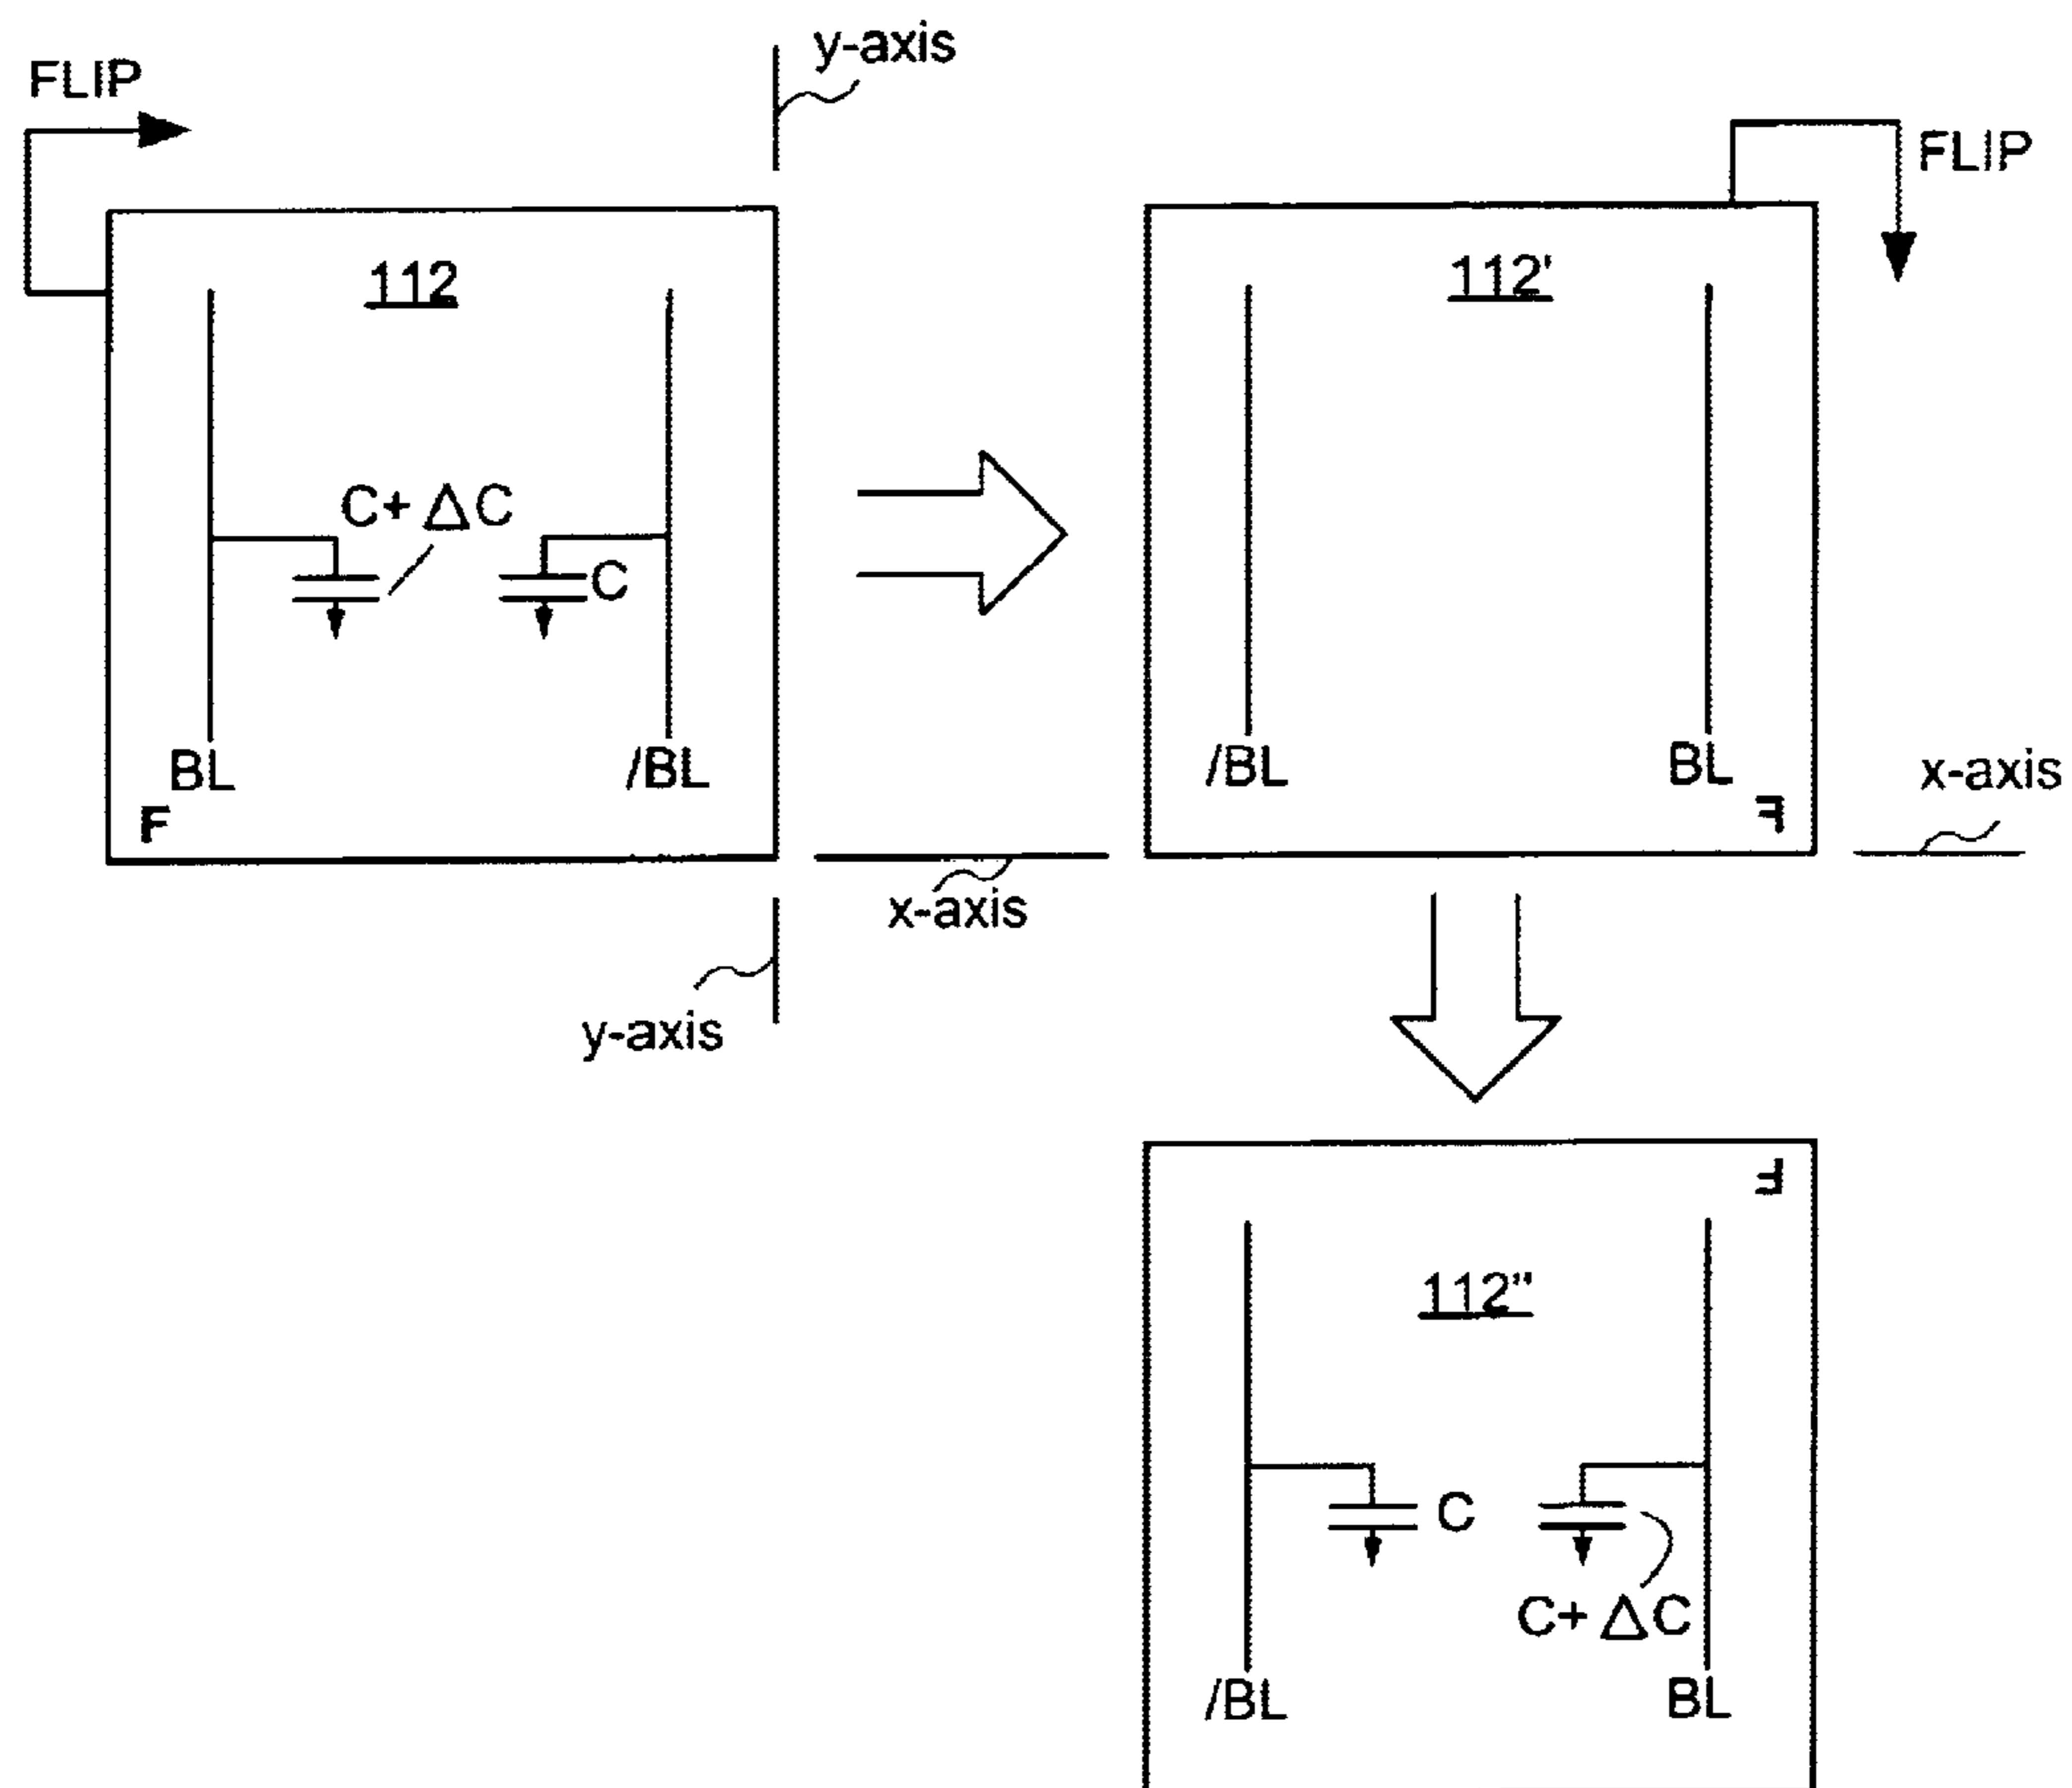 y-axis
FLIP
FLIP
112
112'
C+ ΔC
C
BL
/BL
/BL
BL
x-axis
F
F
x-axis
y-axis
F
112"
C
C+ ΔC
/BL
BL